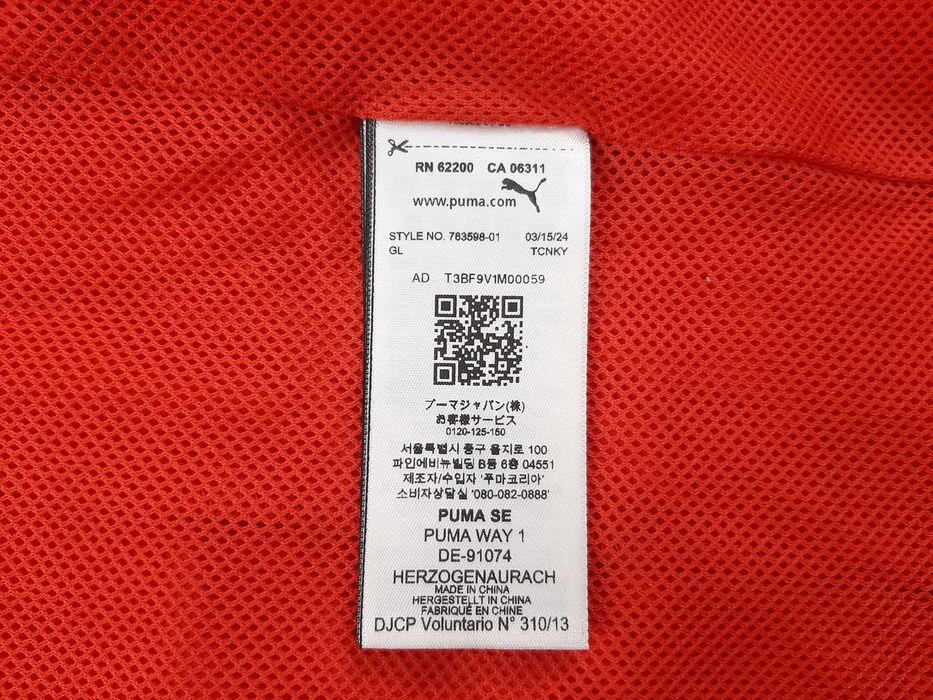 RN 62200 CA 06311
www.puma.com
STYLE NO. 763598-01 03/15/24
GL TCNKY
AD T3BF9V1M00059
プーマジャパン(株)
お客様サービス
0120-125-150
서울특별시 중구 을지로 100
파인에비뉴빌딩 B동 6층 04551
제조자/수입자 '푸마코리아'
소비자상담실 '080-082-0888'
PUMA SE
PUMA WAY 1
DE-91074
HERZOGENAURACH
MADE IN CHINA
HERGESTELLT IN CHINA
FABRIQUÉ EN CHINE
DJCP Voluntario N° 310/13